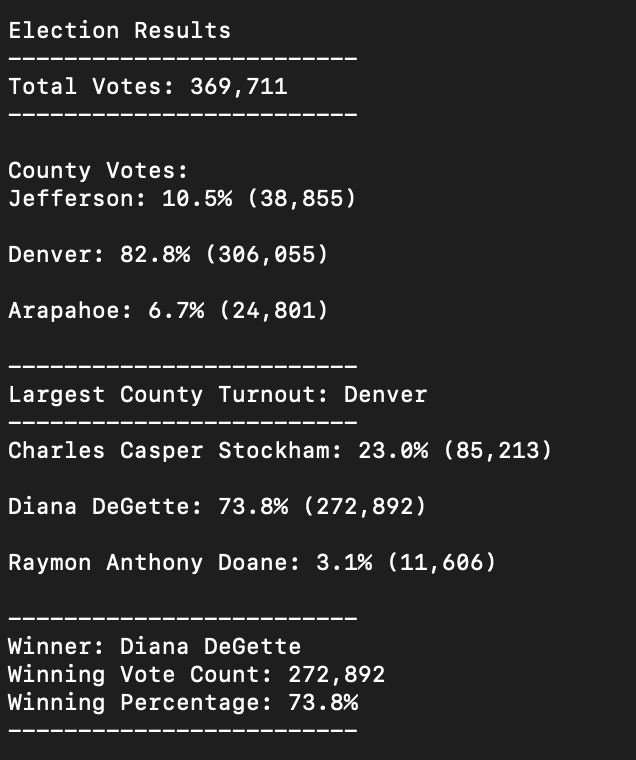 Election Results
-------------------------
Total Votes: 369,711
-------------------------
County Votes:
Jefferson: 10.5% (38,855)
Denver: 82.8% (306,055)
Arapahoe: 6.7% (24,801)
-------------------------
Largest County Turnout: Denver
-------------------------
Charles Casper Stockham: 23.0% (85,213)
Diana DeGette: 73.8% (272,892)
Raymon Anthony Doane: 3.1% (11,606)
-------------------------
Winner: Diana DeGette
Winning Vote Count: 272,892
Winning Percentage: 73.8%
-------------------------